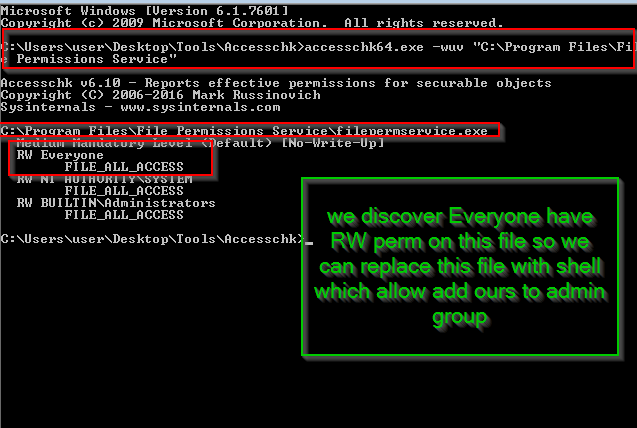 Microsoft Windows [Version 6.1.7601]
Copyright (c) 2009 Microsoft Corporation.  All rights reserved.
C:\Users\user\Desktop\Tools\Accesschk>accesschk64.exe -wuv "C:\Program Files\Fil
e Permissions Service"
Accesschk v6.10 - Reports effective permissions for securable objects
Copyright (C) 2006-2016 Mark Russinovich
Sysinternals - www.sysinternals.com
C:\Program Files\File Permissions Service\filepermservice.exe
Medium Mandatory Level (Default) [No-Write-Up]
RW Everyone
FILE_ALL_ACCESS
RW NT AUTHORITY\SYSTEM
FILE_ALL_ACCESS
RW BUILTIN\Administrators
FILE_ALL_ACCESS
C:\Users\user\Desktop\Tools\Accesschk>
we discover Everyone have
RW perm on this file so we
can replace this file with shell
which allow add ours to admin
group